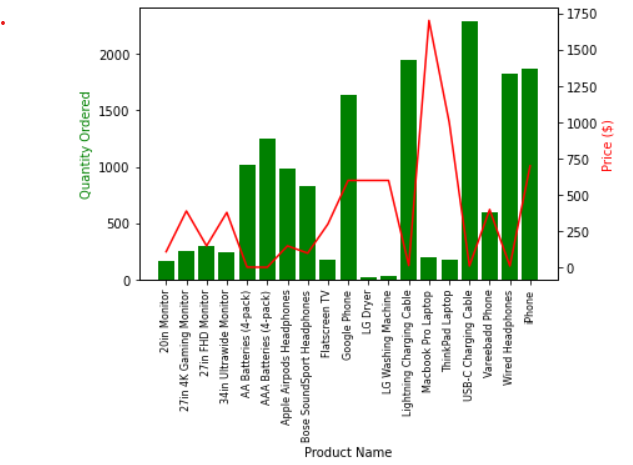 Quantity Ordered
2000
1500
1000
500
0
1750
1500
1250
1000
750
500
250
0
Price ($)
20in Monitor
27in 4K Gaming Monitor
27in FHD Monitor
34in Ultrawide Monitor
AA Batteries (4-pack)
AAA Batteries (4-pack)
Apple Airpods Headphones
Bose SoundSport Headphones
Flatscreen TV
Google Phone
LG Dryer
LG Washing Machine
Lightning Charging Cable
Macbook Pro Laptop
ThinkPad Laptop
USB-C Charging Cable
Vareebadd Phone
Wired Headphones
iPhone
Product Name